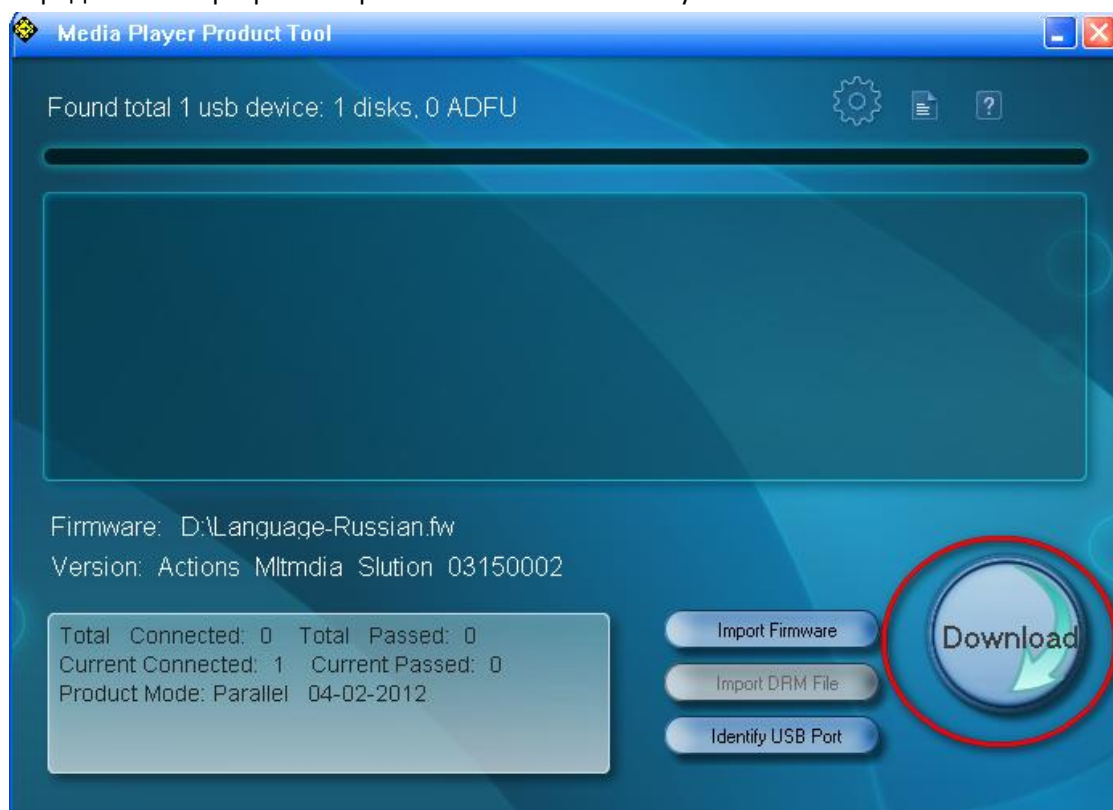 Media Player Product Tool
Found total 1 usb device: 1 disks, 0 ADFU
?
Firmware: D:\Language-Russian.fw
Version: Actions Mltmdia Slution 03150002
Total Connected: 0 Total Passed: 0
Current Connected: 1 Current Passed: 0
Product Mode: Parallel 04-02-2012
Import Firmware
Import DRM File
Identify USB Port
Download